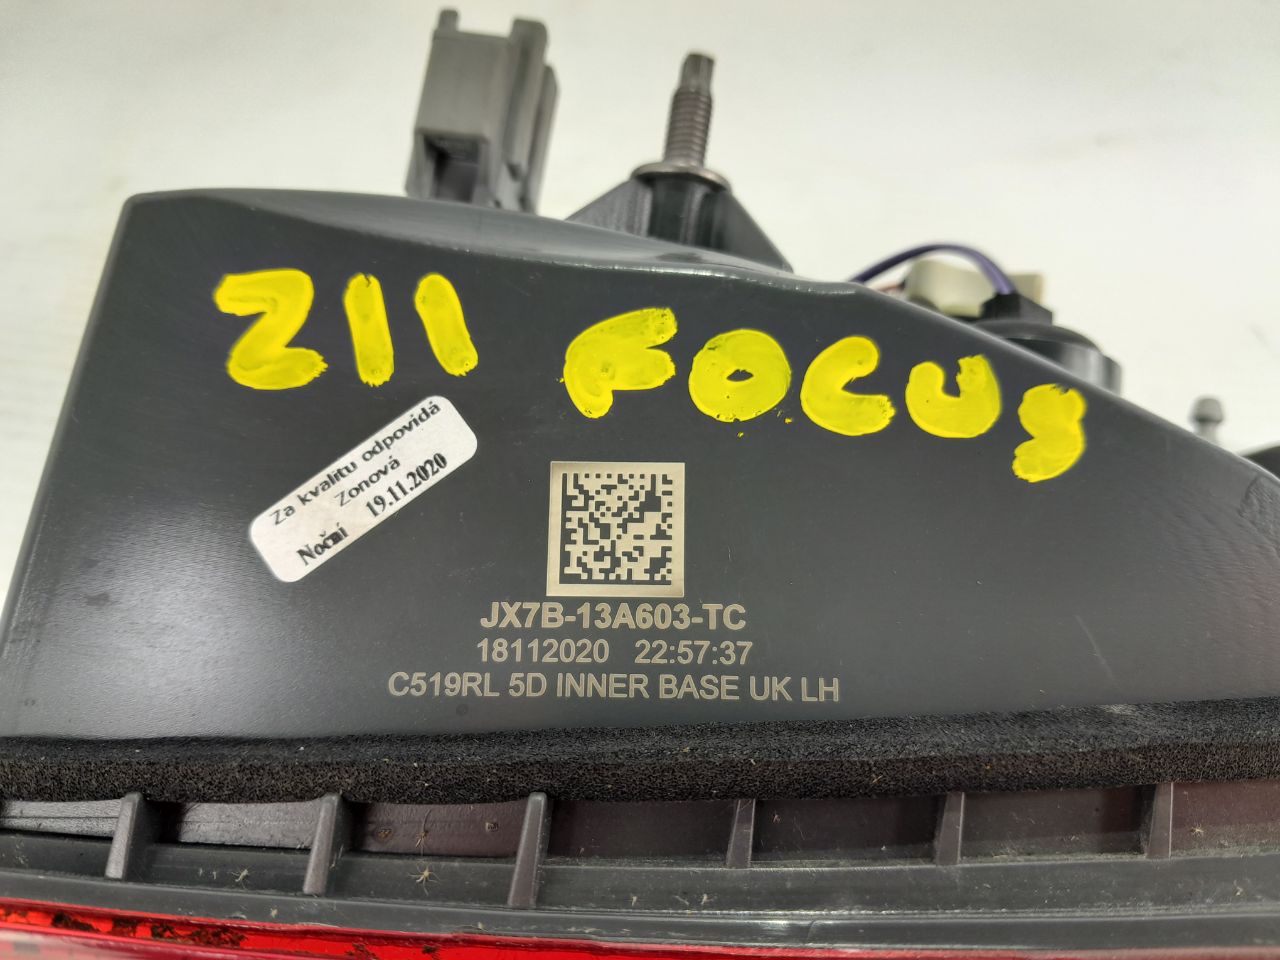 211 FOCUS
Za kvalitu odpovídá
Zonová
Noční 19.11.2020
JX7B-13A603-TC
18112020 22:57:37
C519RL 5D INNER BASE UK LH